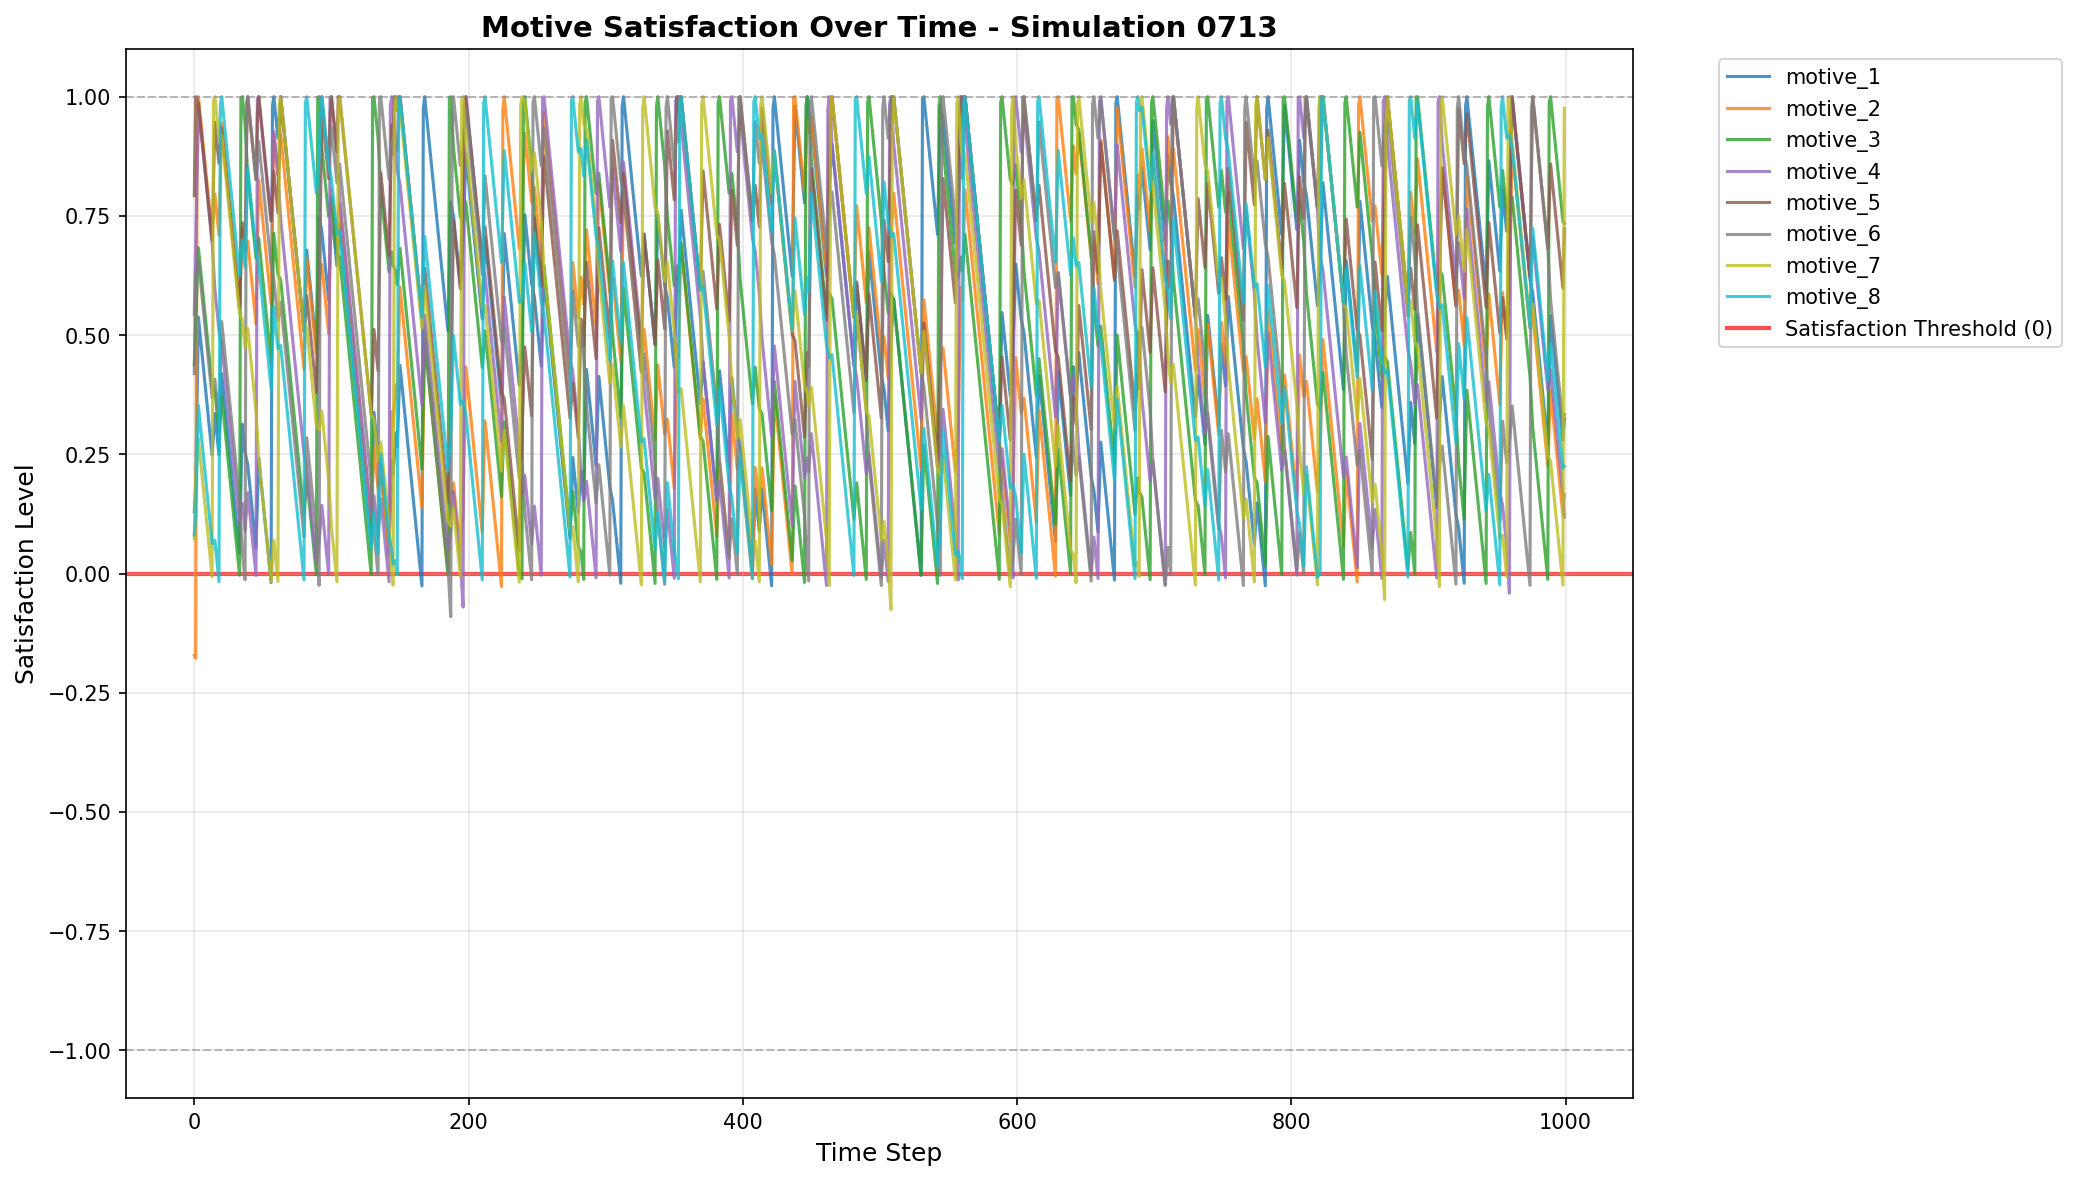 Motive Satisfaction Over Time - Simulation 0713
Satisfaction Level
1.00
0.75
0.50
0.25
0.00
−0.25
−0.50
−0.75
−1.00
0
200
400
600
800
1000
Time Step
motive_1
motive_2
motive_3
motive_4
motive_5
motive_6
motive_7
motive_8
Satisfaction Threshold (0)